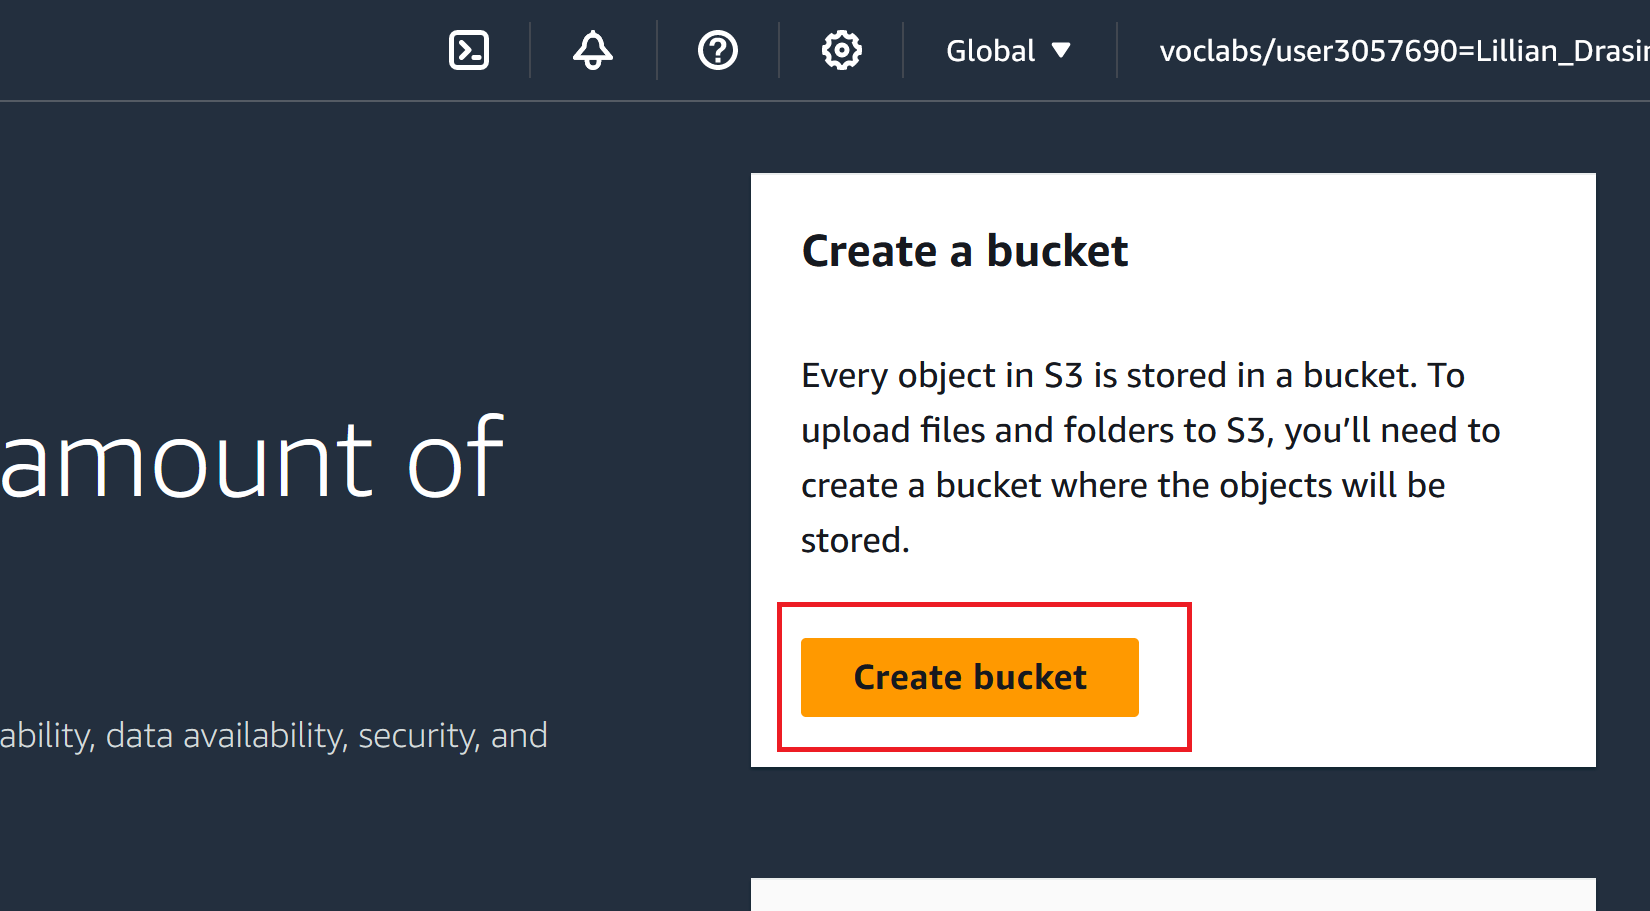 Global voclabs/user3057690=Lillian_Drasin
Create a bucket
Every object in S3 is stored in a bucket. To
upload files and folders to S3, you’ll need to
create a bucket where the objects will be
stored.
amount of
Create bucket
ability, data availability, security, and